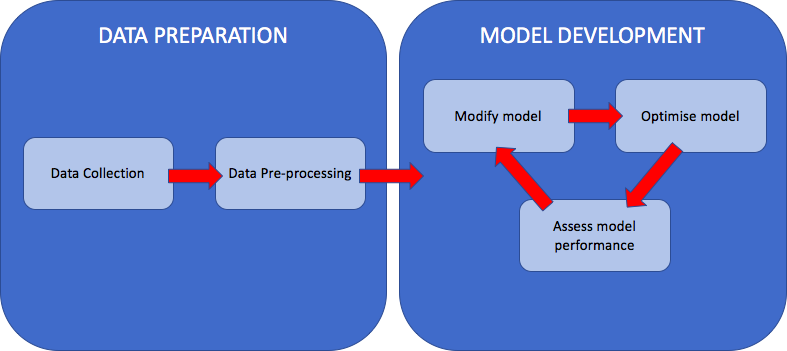 DATA PREPARATION
Data Collection
Data Pre-processing
MODEL DEVELOPMENT
Modify model
Optimise model
Assess model
performance